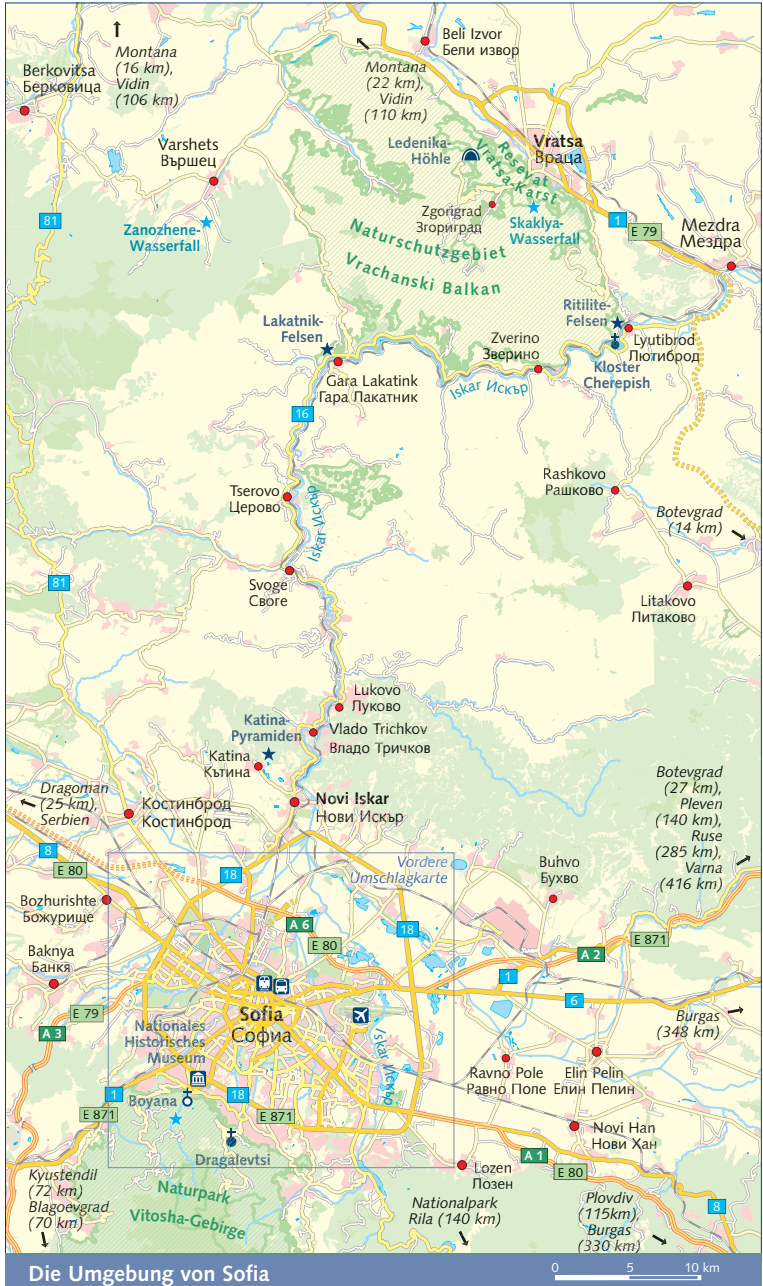 Montana
(16 km),
Vidin
(106 km)
Montana
(22 km),
Vidin
(110 km)
Beli Izvor
Бели извор
Berkovitsa
Берковица
Varshets
Вършец
Ledenika-
Höhle
Vratsa
Враца
Resevat
Vratsa-Karst
Zgorigrad
Згориград
Skaklya-
Wasserfall
Zanozhene-
Wasserfall
81
1
E 79
Mezdra
Мездра
Naturschutzgebiet
Vrachanski Balkan
Ritilite-
Felsen
Lakatnik-
Felsen
Zverino
Зверино
Lyutibrod
Лютиброд
Kloster
Cherepish
Gara Lakatink
Гара Лакатник
Iskar Искър
16
Rashkovo
Рашково
Tserovo
Церово
Iskar Искър
Botevgrad
(14 km)
Svoge
Своге
81
Litakovo
Литаково
Lukovo
Луково
Katina-
Pyramiden
Vlado Trichkov
Владо Тричков
Katina
Кътина
Dragoman
(25 km),
Serbien
Костинброд
Костинброд
Novi Iskar
Нови Искър
Botevgrad
(27 km),
Pleven
(140 km),
Ruse
(285 km),
Varna
(416 km)
8
E 80
18
Vordere
Umschlagkarte
Buhvo
Бухво
Bozhurishte
Божурище
A 6
E 80
18
E 871
A 2
Baknya
Банкя
1
6
E 79
A 3
Sofia
София
Burgas
(348 km)
Nationales
Historisches
Museum
Iskar Искър
Ravno Pole
Равно Поле
Elin Pelin
Елин Пелин
1
Boyana
18
E 871
E 871
Novi Han
Нови Хан
Dragalevtsi
A 1
E 80
Lozen
Лозен
Kyustendil
(72 km)
Blagoevgrad
(70 km)
Naturpark
Vitosha-Gebirge
Nationalpark
Rila (140 km)
Plovdiv
(115km)
Burgas
(330 km)
8
Die Umgebung von Sofia
0 5 10 km